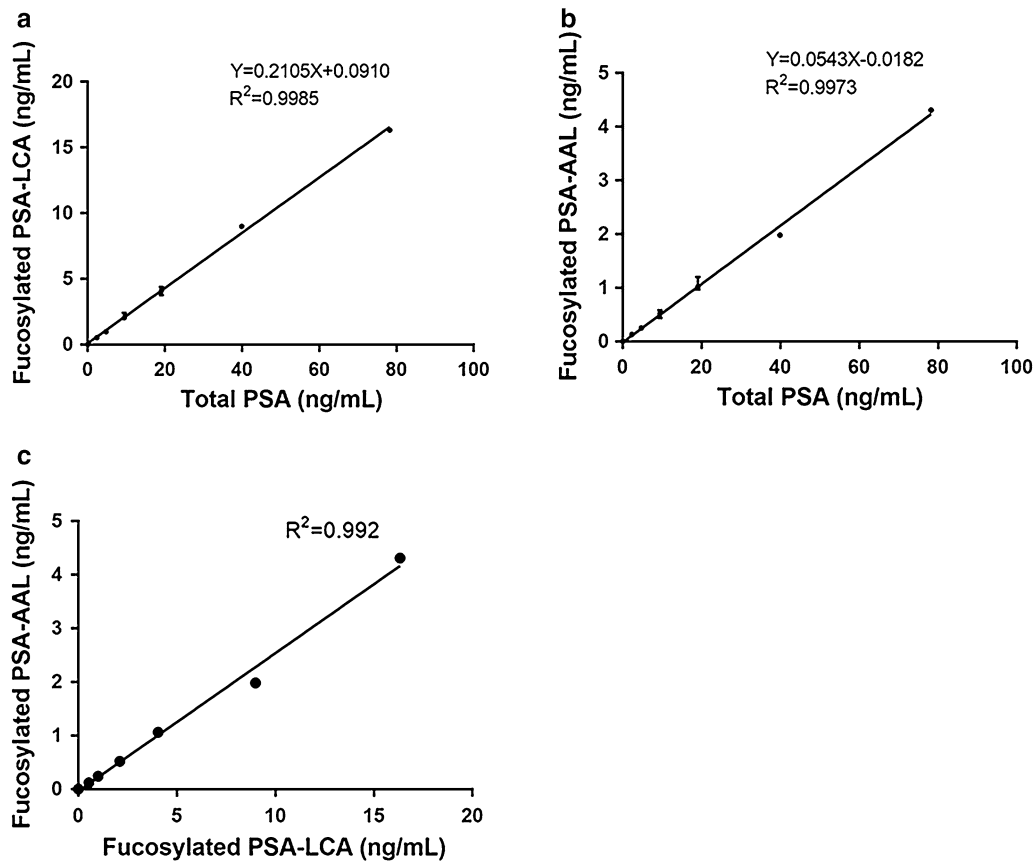 a
Y=0.2105X+0.0910
R²=0.9985
Fucosylated PSA-LCA (ng/mL)
20
15
10
5
0
0 20 40 60 80 100
Total PSA (ng/mL)
b
Y=0.0543X-0.0182
R²=0.9973
Fucosylated PSA-AAL (ng/mL)
5
4
3
2
1
0
0 20 40 60 80 100
Total PSA (ng/mL)
c
R²=0.992
Fucosylated PSA-AAL (ng/mL)
5
4
3
2
1
0
0 5 10 15 20
Fucosylated PSA-LCA (ng/mL)